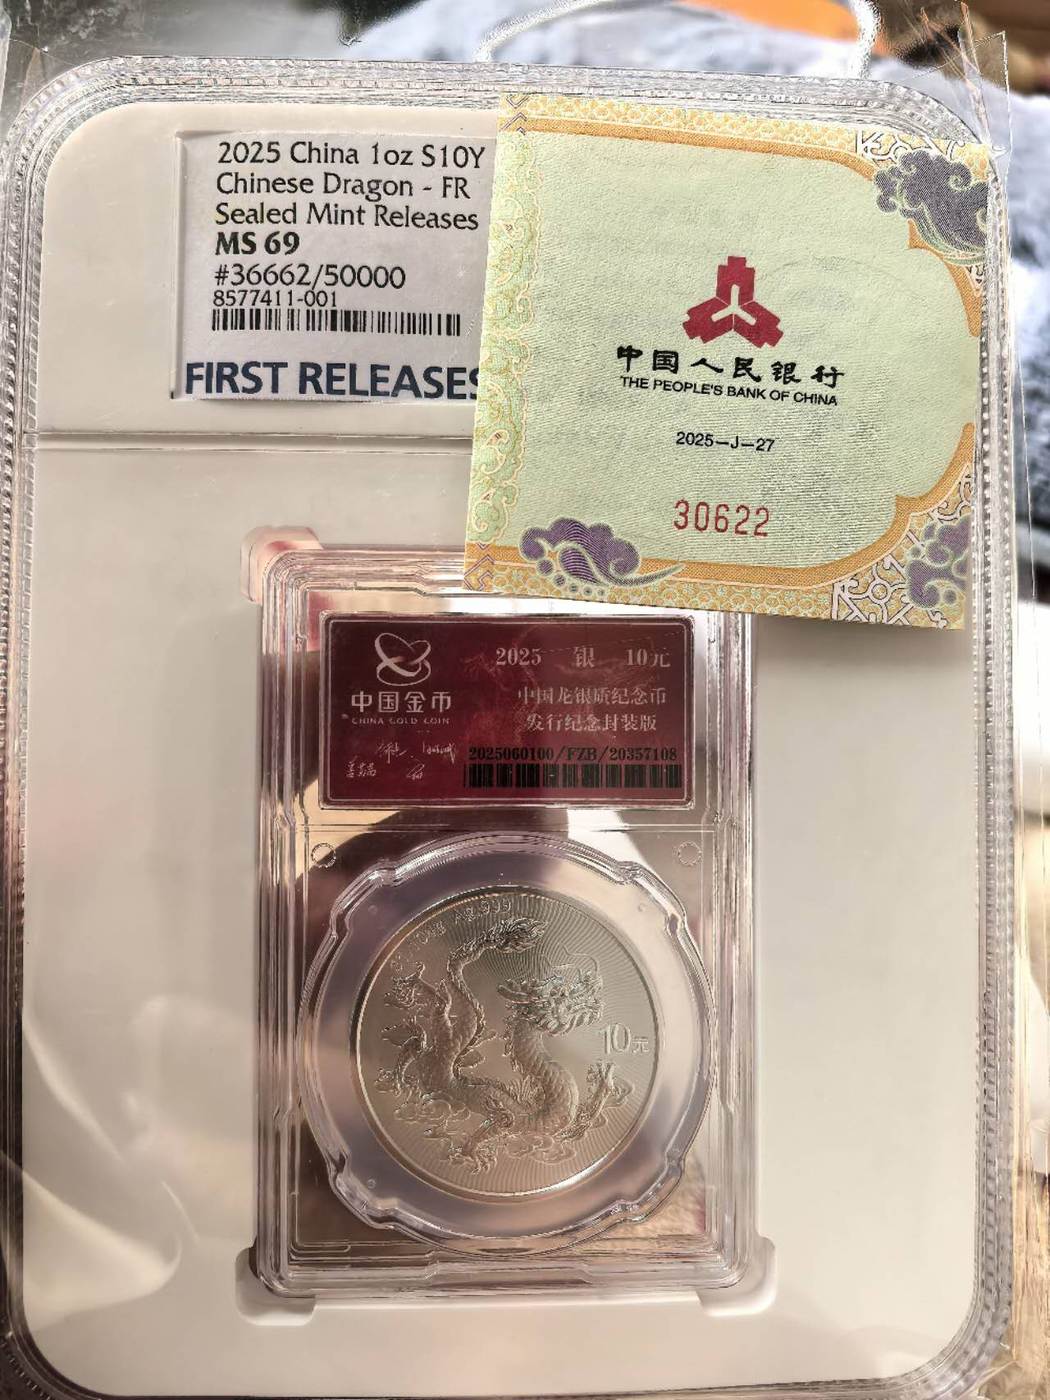 2025 China 1oz S10Y
Chinese Dragon - FR
Sealed Mint Releases
MS 69
#36662/50000
8577411-001
FIRST RELEASES
中国人民银行
THE PEOPLE'S BANK OF CHINA
2025-J-27
30622
2025 银 10元
中国金币
CHINA GOLD COIN
中国龙银质纪念币
发行纪念封装版
2025060100/FZB/20357108
Ag.999
10元